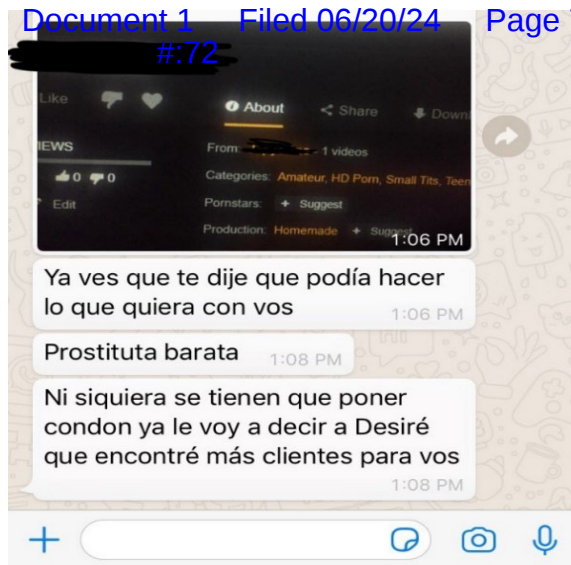 Document 1 Filed 06/20/24 Page
#:72
Like
About Share Downl
IEWS
From: 1 videos
0 0
Categories: Amateur, HD Porn, Small Tits, Teen
Edit
Pornstars: + Suggest
Production: Homemade + Suggest
1:06 PM
Ya ves que te dije que podía hacer
lo que quiera con vos
1:06 PM
Prostituta barata 1:08 PM
Ni siquiera se tienen que poner
condon ya le voy a decir a Desiré
que encontré más clientes para vos
1:08 PM